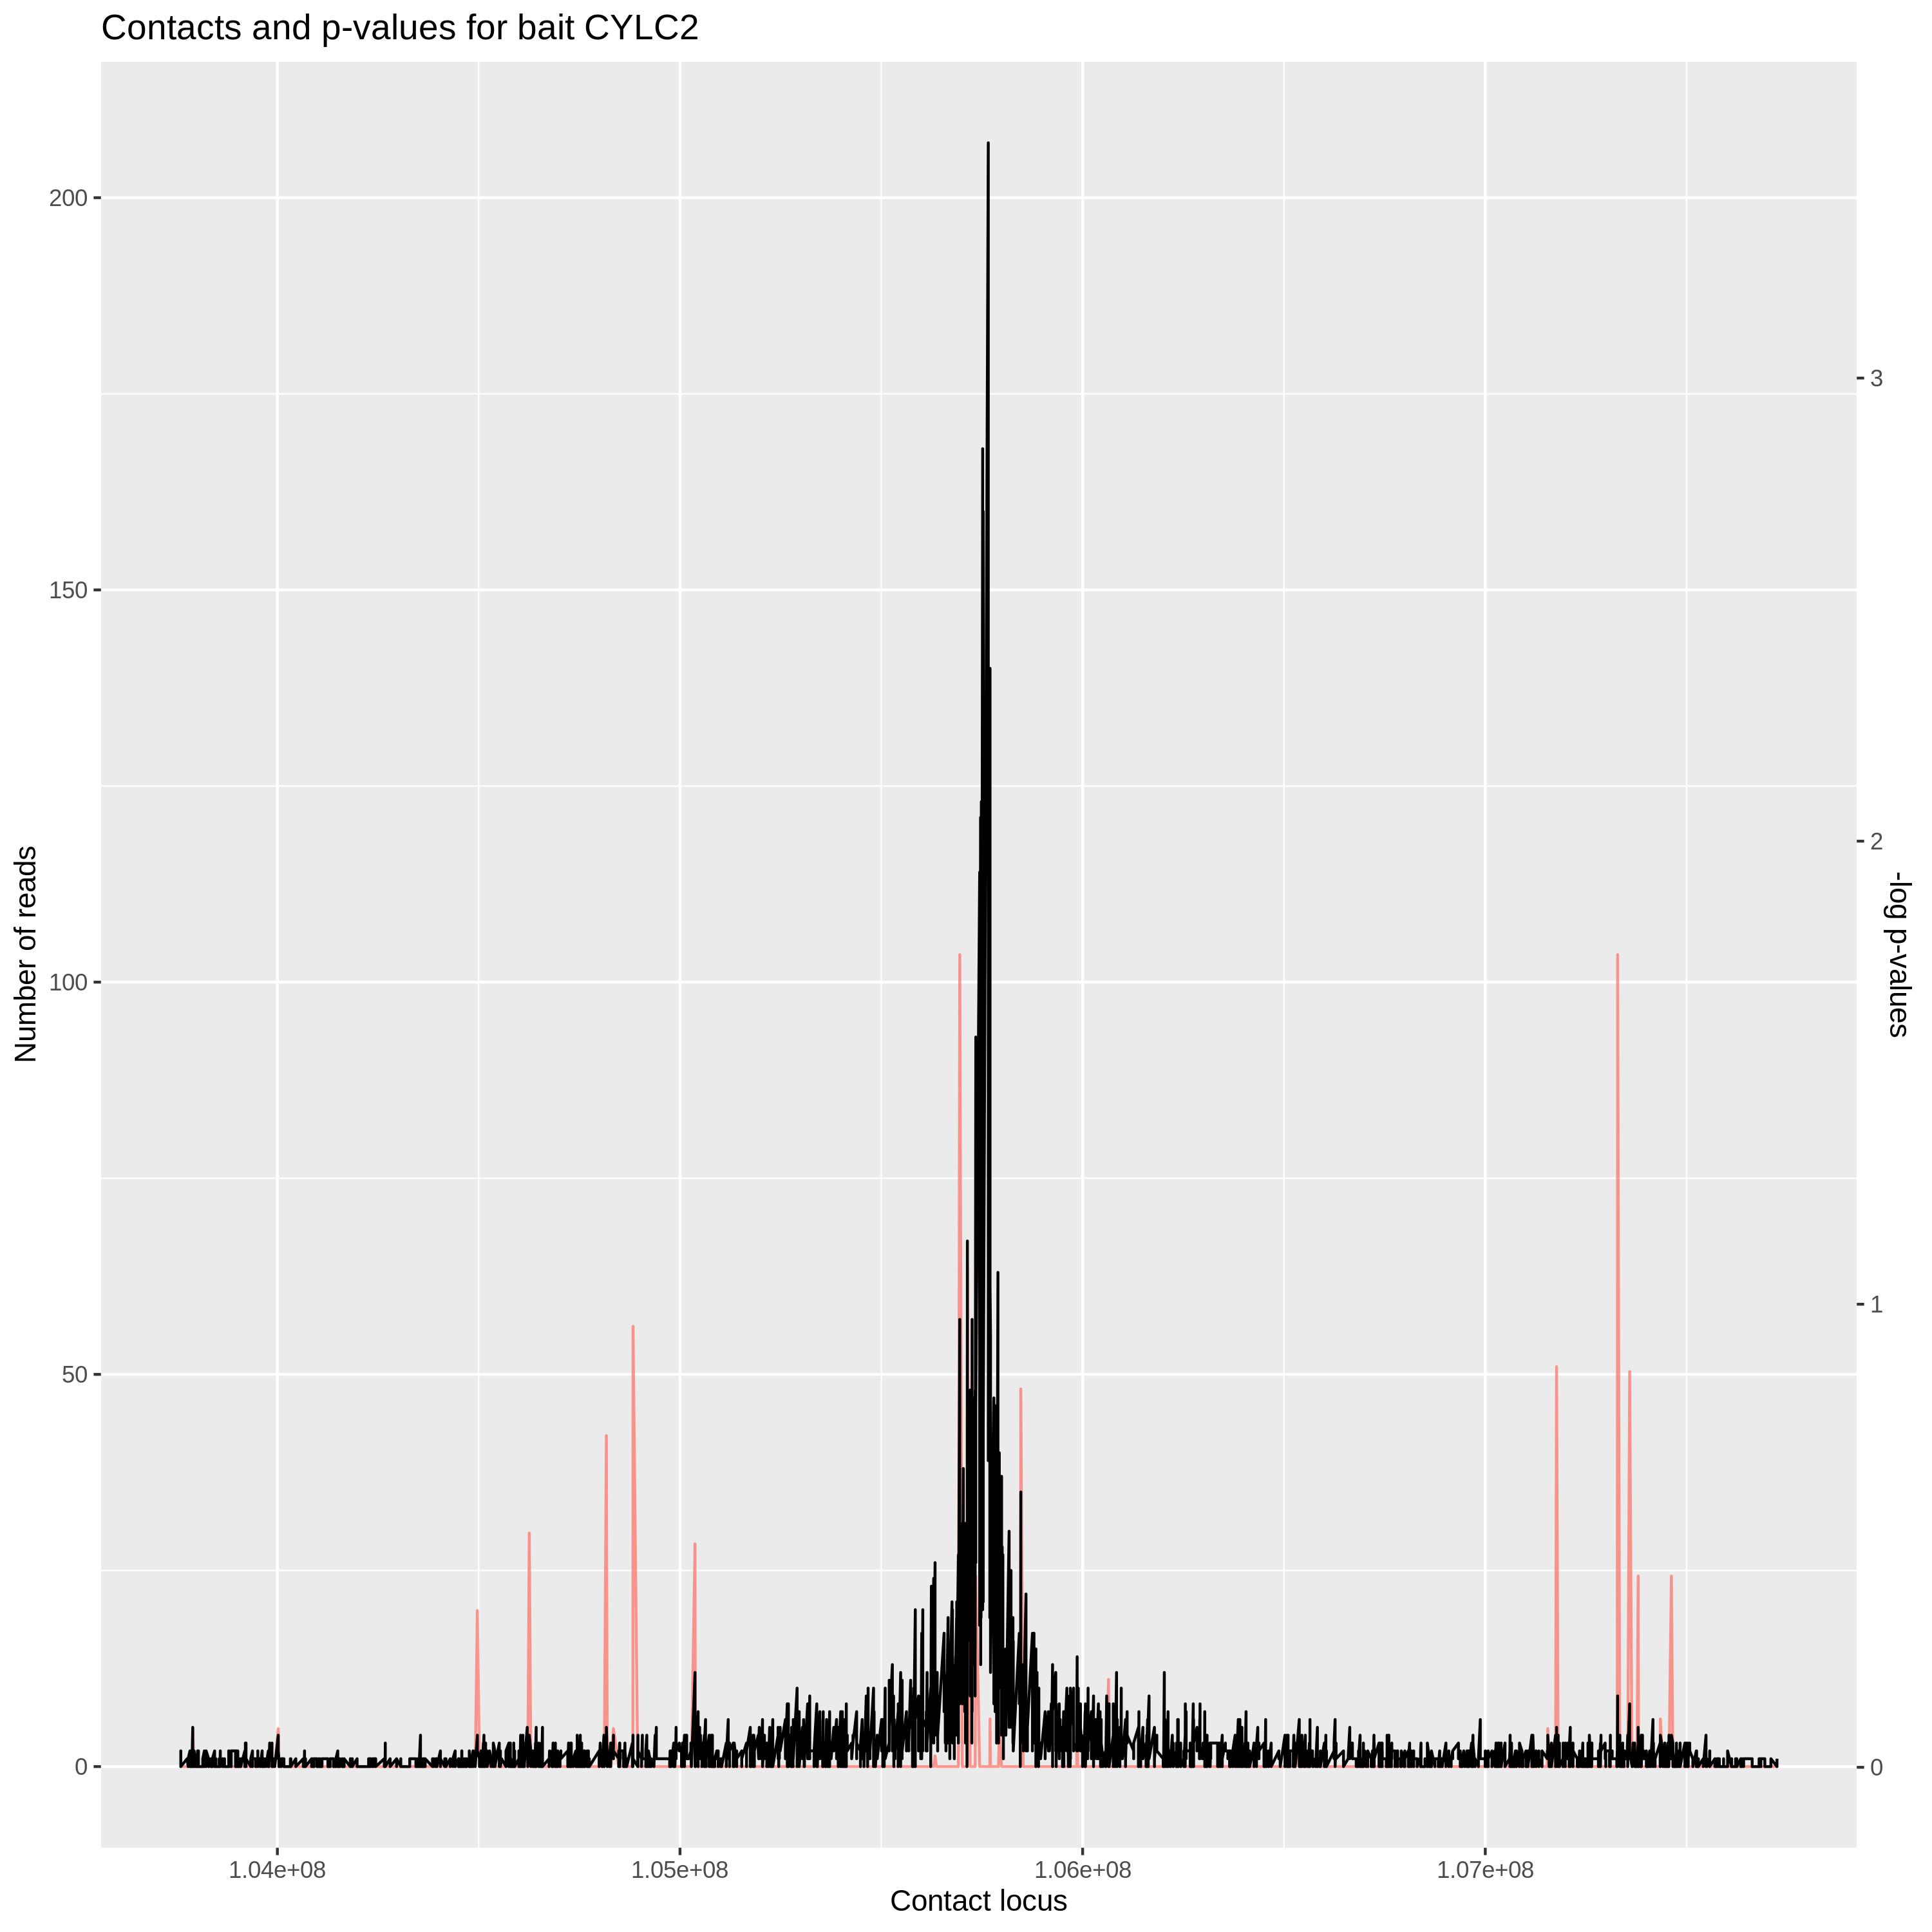 Contacts and p-values for bait CYLC2
200
150
100
50
0
Number of reads
3
2
1
0
-log p-values
1.04e+08
1.05e+08
1.06e+08
1.07e+08
Contact locus